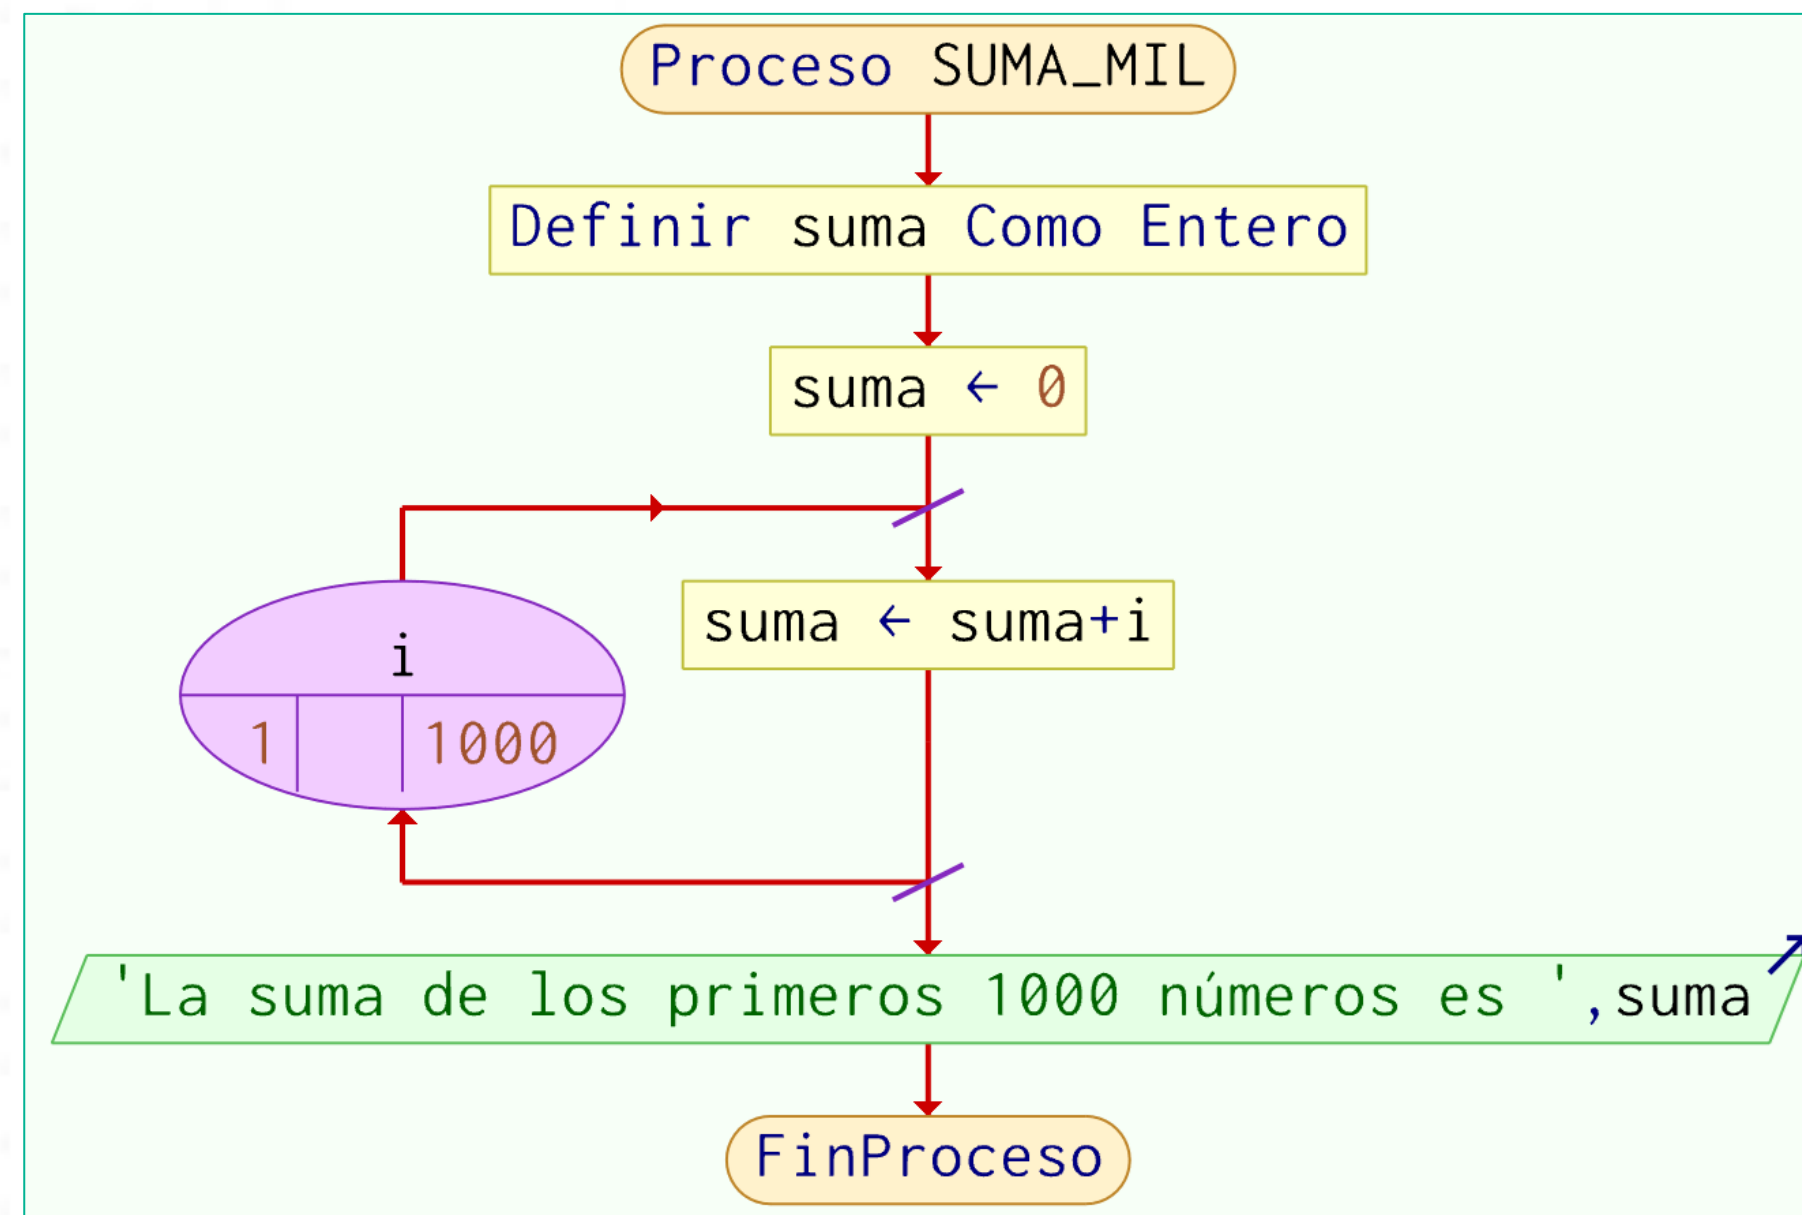 Proceso SUMA_MIL
Definir suma Como Entero
suma ← 0
suma ← suma+i
i
1 1000
'La suma de los primeros 1000 números es ',suma
FinProceso